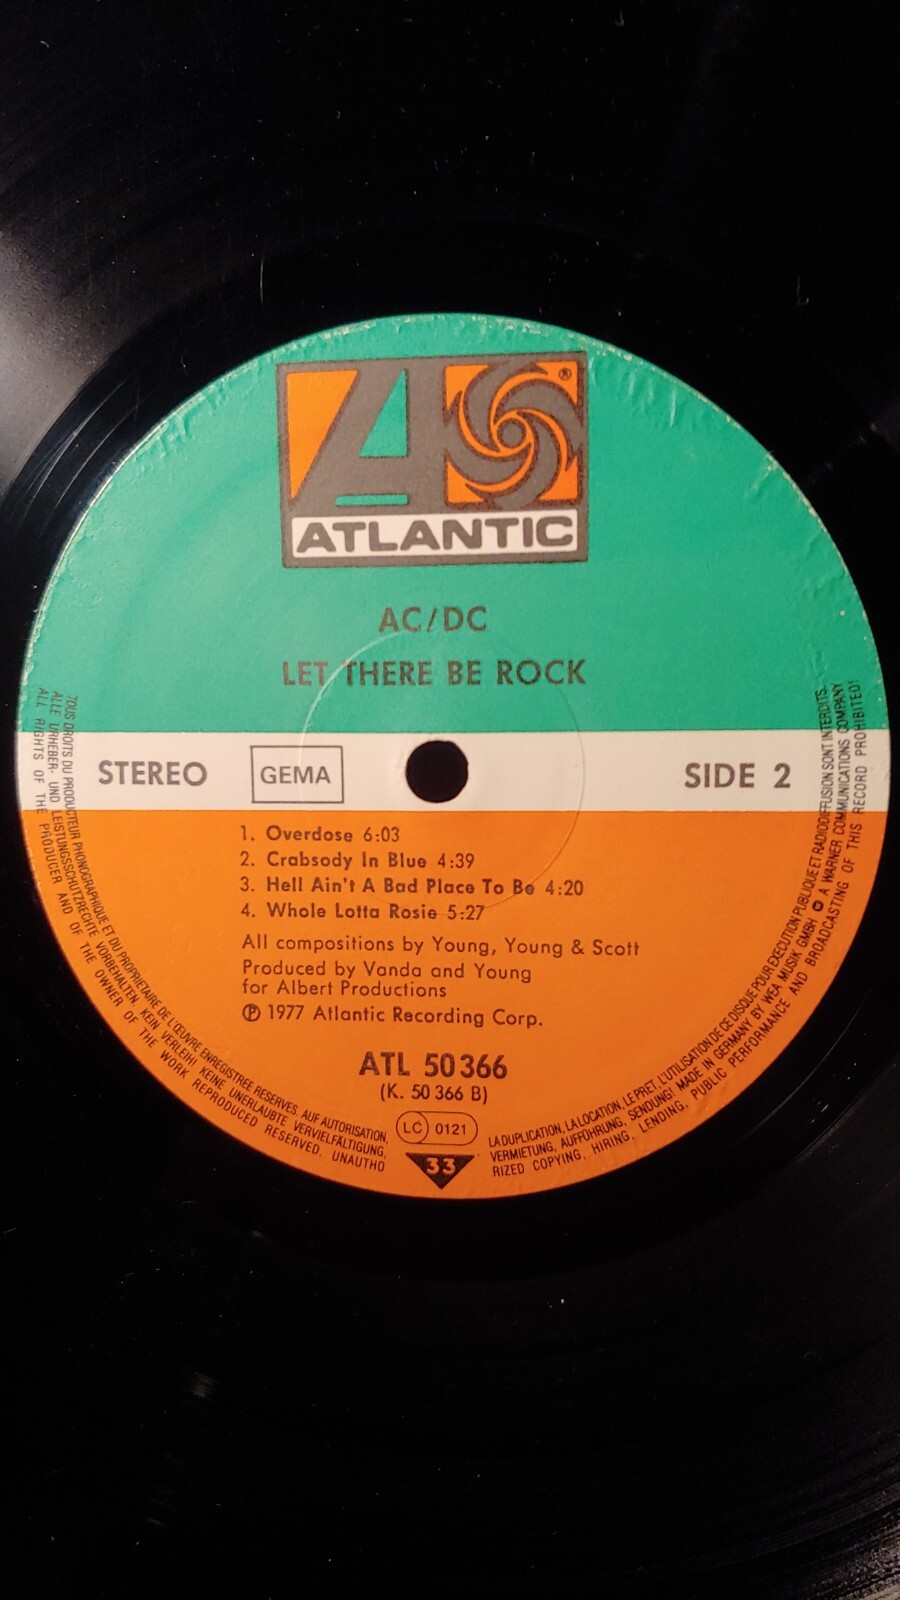 A
®
ATLANTIC
AC/DC
LET THERE BE ROCK
STEREO
GEMA
SIDE 2
1. Overdose 6:03
2. Crabsody In Blue 4:39
3. Hell Ain't A Bad Place To Be 4:20
4. Whole Lotta Rosie 5:27
All compositions by Young, Young & Scott
Produced by Vanda and Young
for Albert Productions
℗ 1977 Atlantic Recording Corp.
ATL 50 366
(K. 50 366 B)
LC 0121
33
TOUS DROITS DU PRODUCTEUR PHONOGRAPHIQUE ET DU PROPRIETAIRE DE L'ŒUVRE ENREGISTREE RESERVES. AUF AUTORISATION,
ALLE URHEBER- UND LEISTUNGSSCHUTZRECHTE VORBEHALTEN. KEIN VERLEIH! KEINE UNERLAUBTE VERVIELFÄLTIGUNG,
ALL RIGHTS OF THE PRODUCER AND OF THE OWNER OF THE WORK REPRODUCED RESERVED. UNAUTHO
LA DUPLICATION, LA LOCATION, LE PRET, L'UTILISATION DE CE DISQUE POUR EXECUTION PUBLIQUE ET RADIODIFFUSION SONT INTERDITS.
VERMIETUNG, AUFFÜHRUNG, SENDUNG! MADE IN GERMANY BY WEA MUSIK GMBH A WARNER COMMUNICATIONS COMPANY
RIZED COPYING, HIRING, LENDING, PUBLIC PERFORMANCE AND BROADCASTING OF THIS RECORD PROHIBITED!